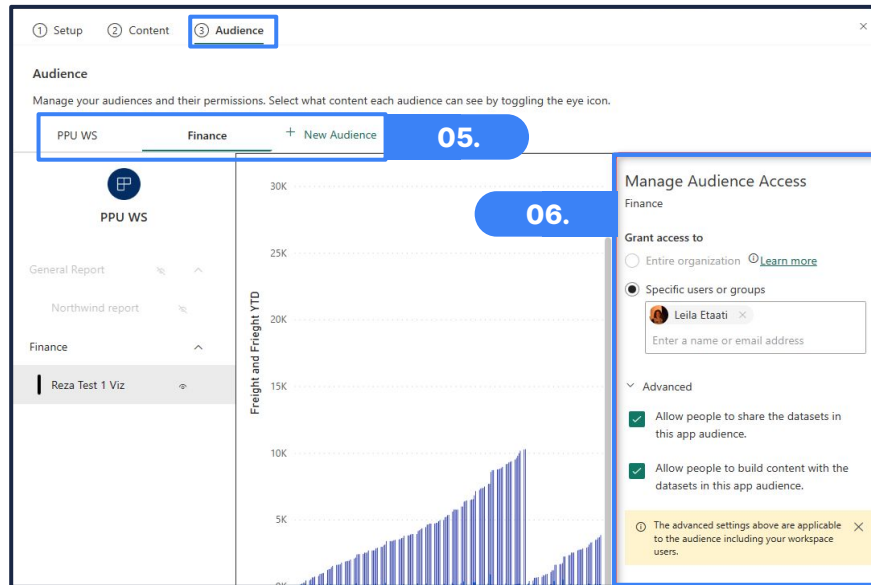 1 Setup
2 Content
3 Audience
Audience
Manage your audiences and their permissions. Select what content each audience can see by toggling the eye icon.
PPU WS
Finance
+ New Audience
05.
PPU WS
General Report
Northwind report
Finance
Reza Test 1 Viz
Freight and Frieght YTD
30K
25K
20K
15K
10K
5K
0K
06.
Manage Audience Access
Finance
Grant access to
Entire organization
Learn more
Specific users or groups
Leila Etaati
Enter a name or email address
Advanced
Allow people to share the datasets in
this app audience.
Allow people to build content with the
datasets in this app audience.
The advanced settings above are applicable
to the audience including your workspace
users.